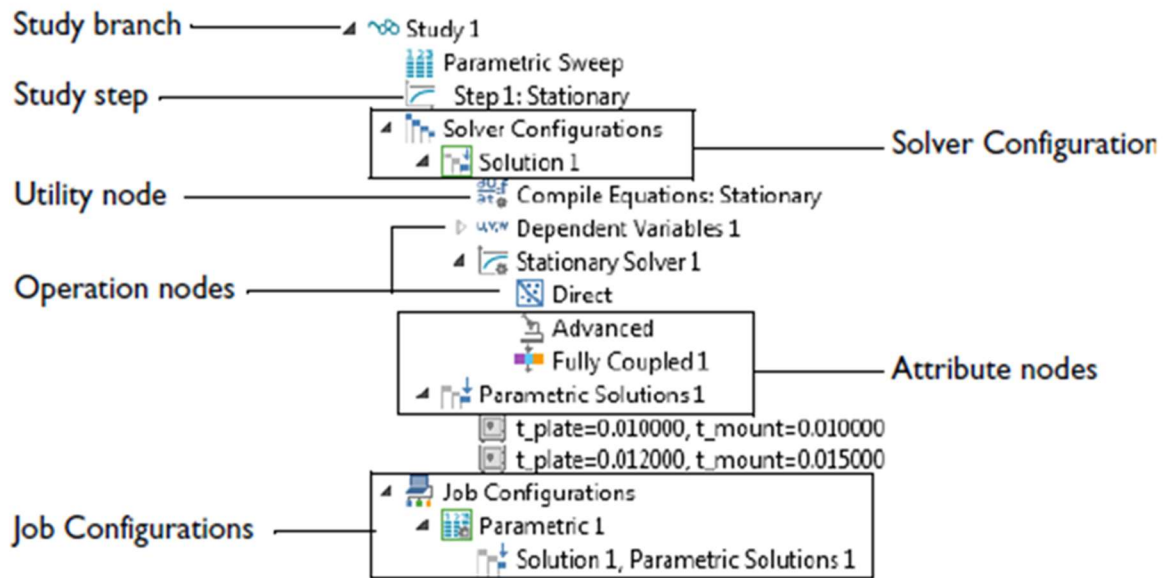 Study branch
Study 1
Parametric Sweep
Study step
Step 1: Stationary
Solver Configurations
Solver Configuration
Solution 1
Utility node
Compile Equations: Stationary
Dependent Variables 1
Stationary Solver 1
Operation nodes
Direct
Advanced
Fully Coupled 1
Attribute nodes
Parametric Solutions 1
t_plate=0.010000, t_mount=0.010000
t_plate=0.012000, t_mount=0.015000
Job Configurations
Job Configurations
Parametric 1
Solution 1, Parametric Solutions 1